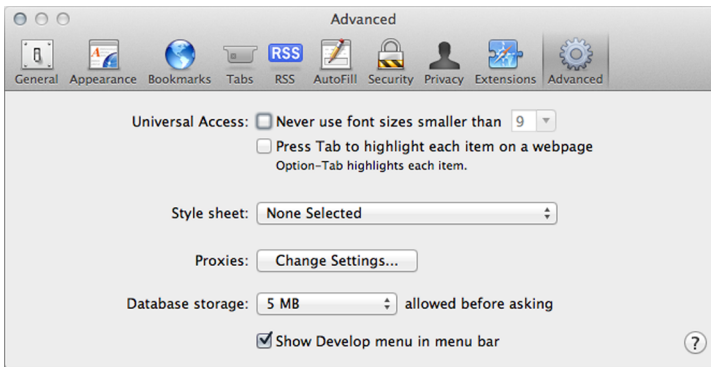 Advanced
RSS
General Appearance Bookmarks Tabs RSS AutoFill Security Privacy Extensions Advanced
Universal Access: Never use font sizes smaller than 9
Press Tab to highlight each item on a webpage
Option-Tab highlights each item.
Style sheet: None Selected
Proxies: Change Settings...
Database storage: 5 MB allowed before asking
Show Develop menu in menu bar
?